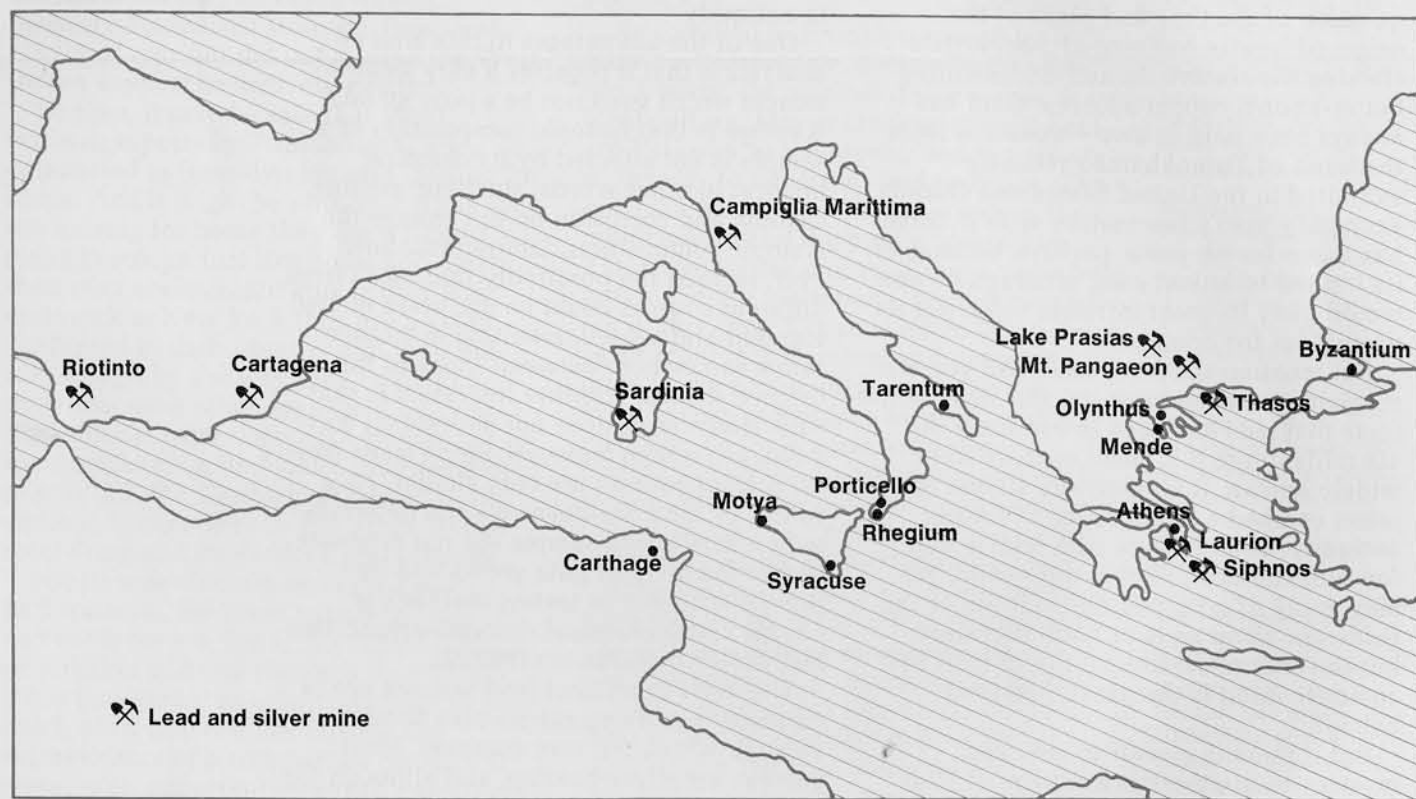 Campiglia Marittima
Lake Prasias
Mt. Pangaeon
Byzantium
Riotinto
Cartagena
Sardinia
Tarentum
Olynthus
Thasos
Mende
Porticello
Motya
Rhegium
Athens
Laurion
Carthage
Syracuse
Siphnos
Lead and silver mine